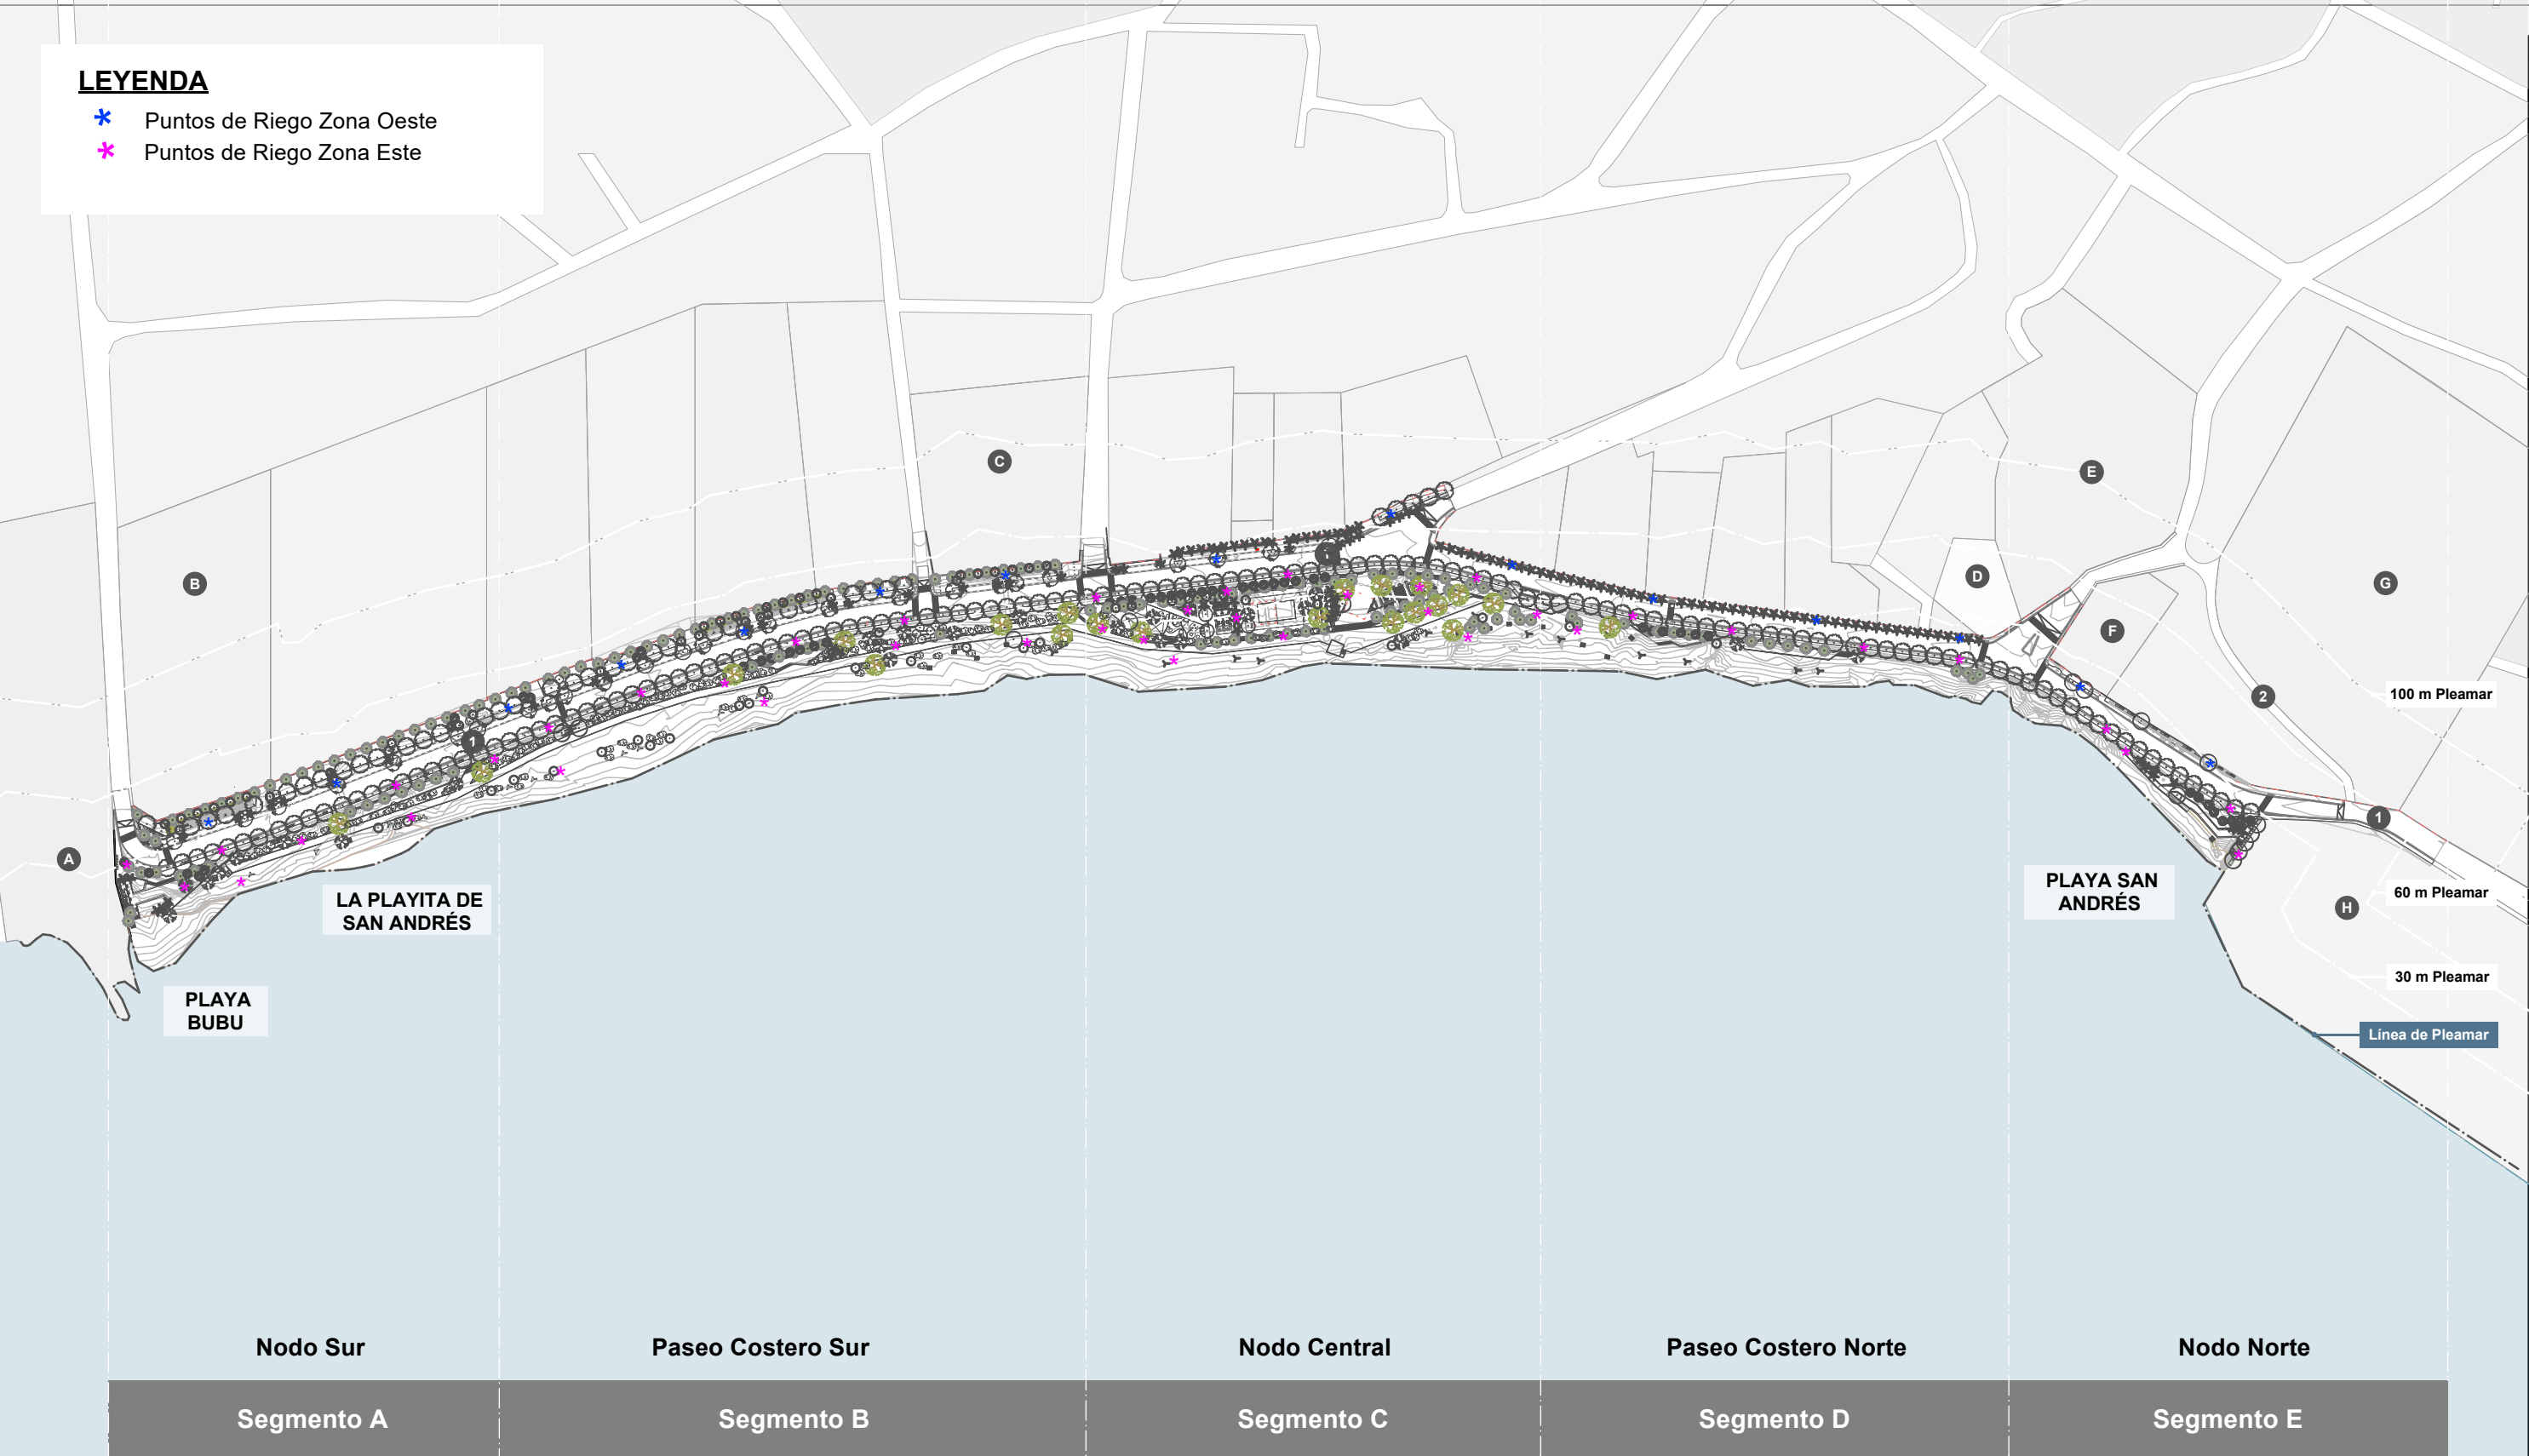 LEYENDA
Puntos de Riego Zona Oeste
Puntos de Riego Zona Este
C
E
B
D
G
F
100 m Pleamar
2
1
1
A
PLAYA SAN
ANDRÉS
60 m Pleamar
H
LA PLAYITA DE
SAN ANDRÉS
30 m Pleamar
PLAYA
BUBU
Línea de Pleamar
Nodo Sur
Paseo Costero Sur
Nodo Central
Paseo Costero Norte
Nodo Norte
Segmento A
Segmento B
Segmento C
Segmento D
Segmento E